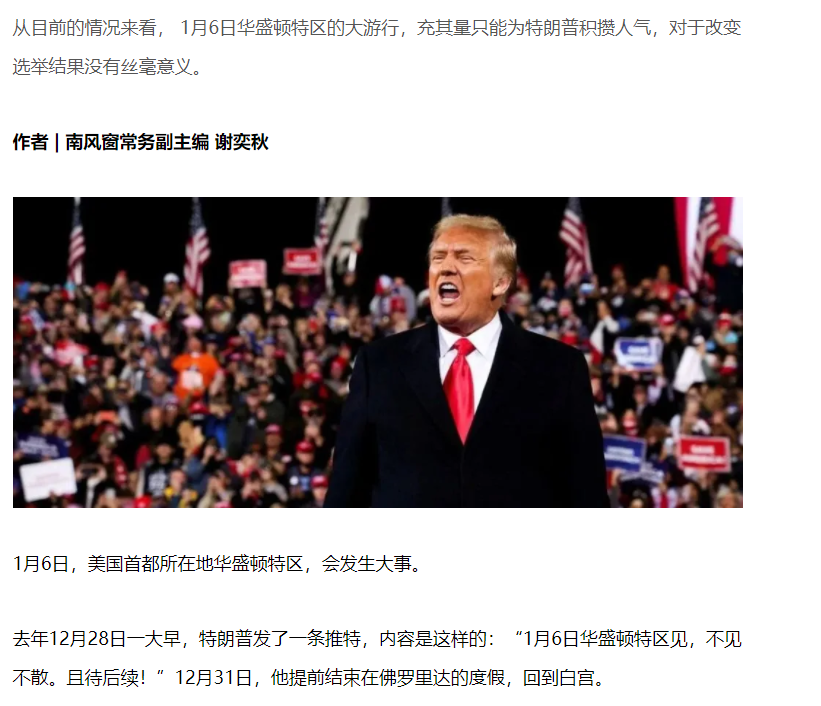 从目前的情况来看， 1月6日华盛顿特区的大游行，充其量只能为特朗普积攒人气，对于改变
选举结果没有丝毫意义。
作者 | 南风窗常务副主编 谢奕秋
1月6日，美国首都所在地华盛顿特区，会发生大事。
去年12月28日一大早，特朗普发了一条推特，内容是这样的：“1月6日华盛顿特区见，不见
不散。且待后续！”12月31日，他提前结束在佛罗里达的度假，回到白宫。